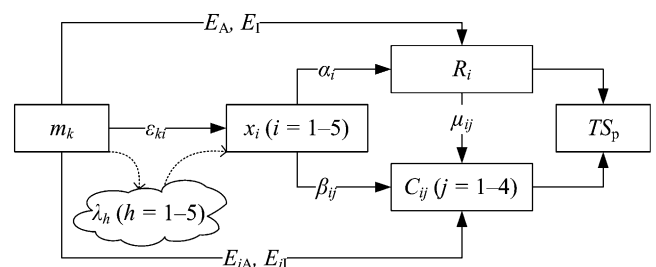 E_A, E_I
α_i
R_i
m_k
ε_ki
x_i (i = 1–5)
μ_ij
TS_p
λ_h (h = 1–5)
β_ij
C_ij (j = 1–4)
E_iA, E_iI